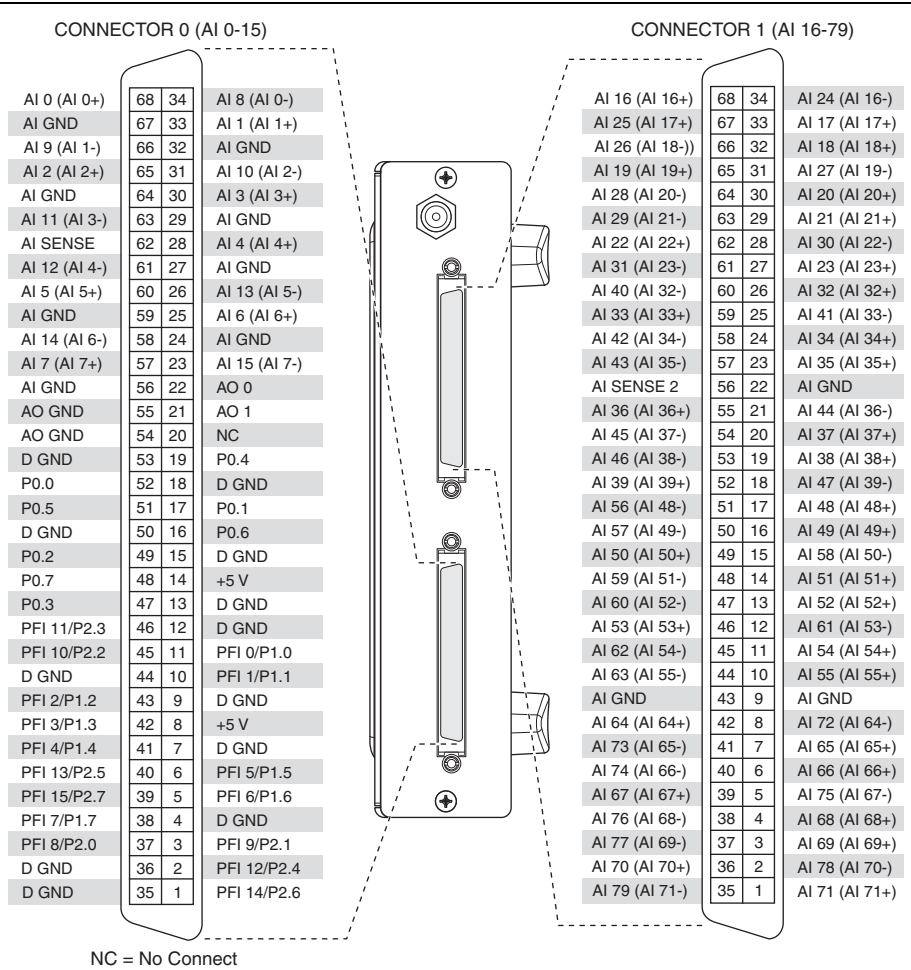 CONNECTOR 0 (AI 0-15) CONNECTOR 1 (AI 16-79)
AI 0 (AI 0+) 68 34 AI 8 (AI 0-) AI 16 (AI 16+) 68 34 AI 24 (AI 16-)
AI GND 67 33 AI 1 (AI 1+) AI 25 (AI 17+) 67 33 AI 17 (AI 17+)
AI 9 (AI 1-) 66 32 AI GND AI 26 (AI 18-)) 66 32 AI 18 (AI 18+)
AI 2 (AI 2+) 65 31 AI 10 (AI 2-) AI 19 (AI 19+) 65 31 AI 27 (AI 19-)
AI GND 64 30 AI 3 (AI 3+) AI 28 (AI 20-) 64 30 AI 20 (AI 20+)
AI 11 (AI 3-) 63 29 AI GND AI 29 (AI 21-) 63 29 AI 21 (AI 21+)
AI SENSE 62 28 AI 4 (AI 4+) AI 22 (AI 22+) 62 28 AI 30 (AI 22-)
AI 12 (AI 4-) 61 27 AI GND AI 31 (AI 23-) 61 27 AI 23 (AI 23+)
AI 5 (AI 5+) 60 26 AI 13 (AI 5-) AI 40 (AI 32-) 60 26 AI 32 (AI 32+)
AI GND 59 25 AI 6 (AI 6+) AI 33 (AI 33+) 59 25 AI 41 (AI 33-)
AI 14 (AI 6-) 58 24 AI GND AI 42 (AI 34-) 58 24 AI 34 (AI 34+)
AI 7 (AI 7+) 57 23 AI 15 (AI 7-) AI 43 (AI 35-) 57 23 AI 35 (AI 35+)
AI GND 56 22 AO 0 AI SENSE 2 56 22 AI GND
AO GND 55 21 AO 1 AI 36 (AI 36+) 55 21 AI 44 (AI 36-)
AO GND 54 20 NC AI 45 (AI 37-) 54 20 AI 37 (AI 37+)
D GND 53 19 P0.4 AI 46 (AI 38-) 53 19 AI 38 (AI 38+)
P0.0 52 18 D GND AI 39 (AI 39+) 52 18 AI 47 (AI 39-)
P0.5 51 17 P0.1 AI 56 (AI 48-) 51 17 AI 48 (AI 48+)
D GND 50 16 P0.6 AI 57 (AI 49-) 50 16 AI 49 (AI 49+)
P0.2 49 15 D GND AI 50 (AI 50+) 49 15 AI 58 (AI 50-)
P0.7 48 14 +5 V AI 59 (AI 51-) 48 14 AI 51 (AI 51+)
P0.3 47 13 D GND AI 60 (AI 52-) 47 13 AI 52 (AI 52+)
PFI 11/P2.3 46 12 D GND AI 53 (AI 53+) 46 12 AI 61 (AI 53-)
PFI 10/P2.2 45 11 PFI 0/P1.0 AI 62 (AI 54-) 45 11 AI 54 (AI 54+)
D GND 44 10 PFI 1/P1.1 AI 63 (AI 55-) 44 10 AI 55 (AI 55+)
PFI 2/P1.2 43 9 D GND AI GND 43 9 AI GND
PFI 3/P1.3 42 8 +5 V AI 64 (AI 64+) 42 8 AI 72 (AI 64-)
PFI 4/P1.4 41 7 D GND AI 73 (AI 65-) 41 7 AI 65 (AI 65+)
PFI 13/P2.5 40 6 PFI 5/P1.5 AI 74 (AI 66-) 40 6 AI 66 (AI 66+)
PFI 15/P2.7 39 5 PFI 6/P1.6 AI 67 (AI 67+) 39 5 AI 75 (AI 67-)
PFI 7/P1.7 38 4 D GND AI 76 (AI 68-) 38 4 AI 68 (AI 68+)
PFI 8/P2.0 37 3 PFI 9/P2.1 AI 77 (AI 69-) 37 3 AI 69 (AI 69+)
D GND 36 2 PFI 12/P2.4 AI 70 (AI 70+) 36 2 AI 78 (AI 70-)
D GND 35 1 PFI 14/P2.6 AI 79 (AI 71-) 35 1 AI 71 (AI 71+)
NC = No Connect